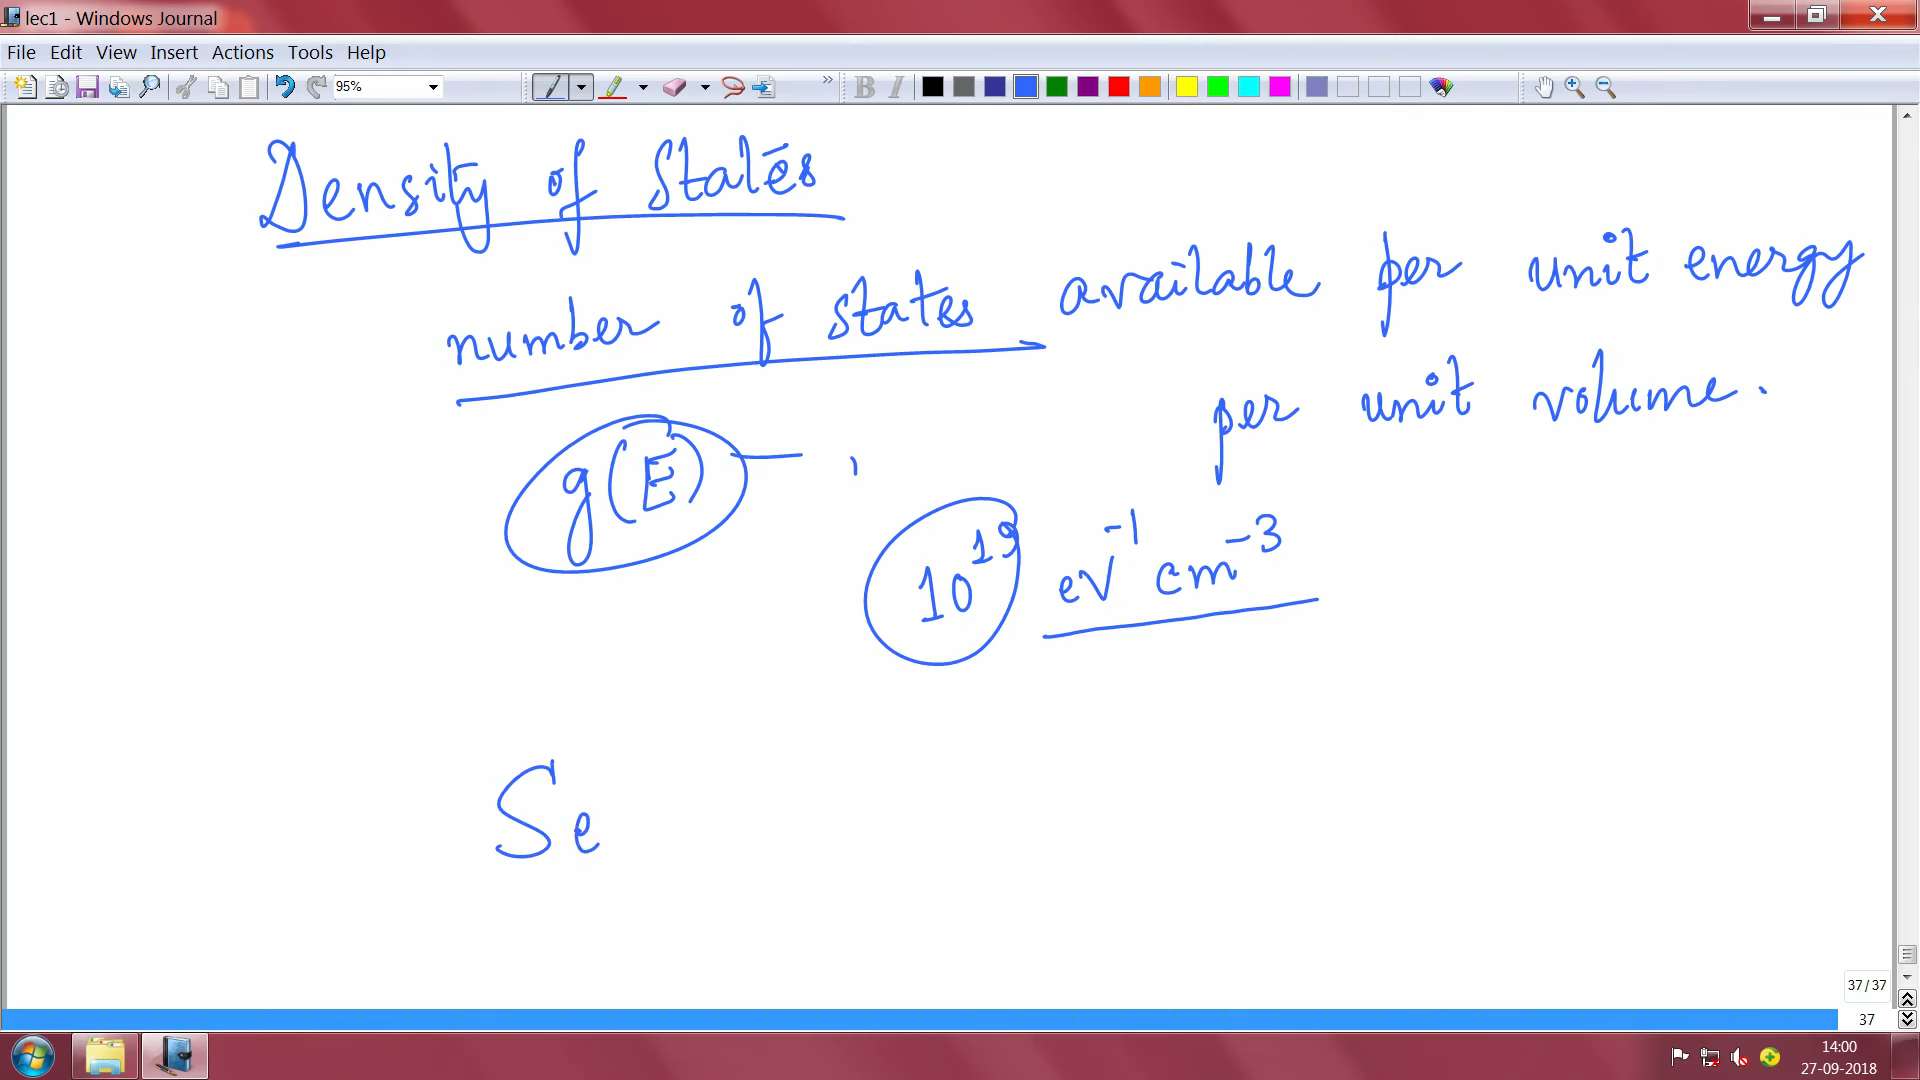 lec1 - Windows Journal
File Edit View Insert Actions Tools Help
95%
B I
Density of states
number of states available per unit energy
per unit volume.
g(E) —
10^19 eV^-1 cm^-3
Se
37 / 37
37
14:00
27-09-2018